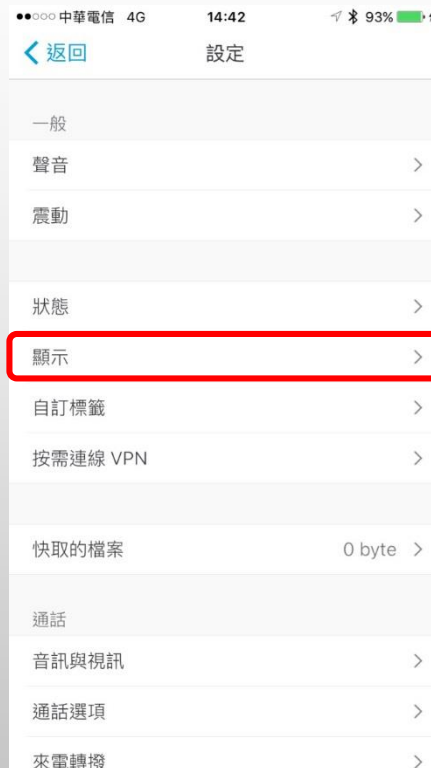 中華電信 4G 14:42 93%
返回 設定
一般
聲音
震動
狀態
顯示
自訂標籤
按需連線 VPN
快取的檔案 0 byte
通話
音訊與視訊
通話選項
來電轉撥